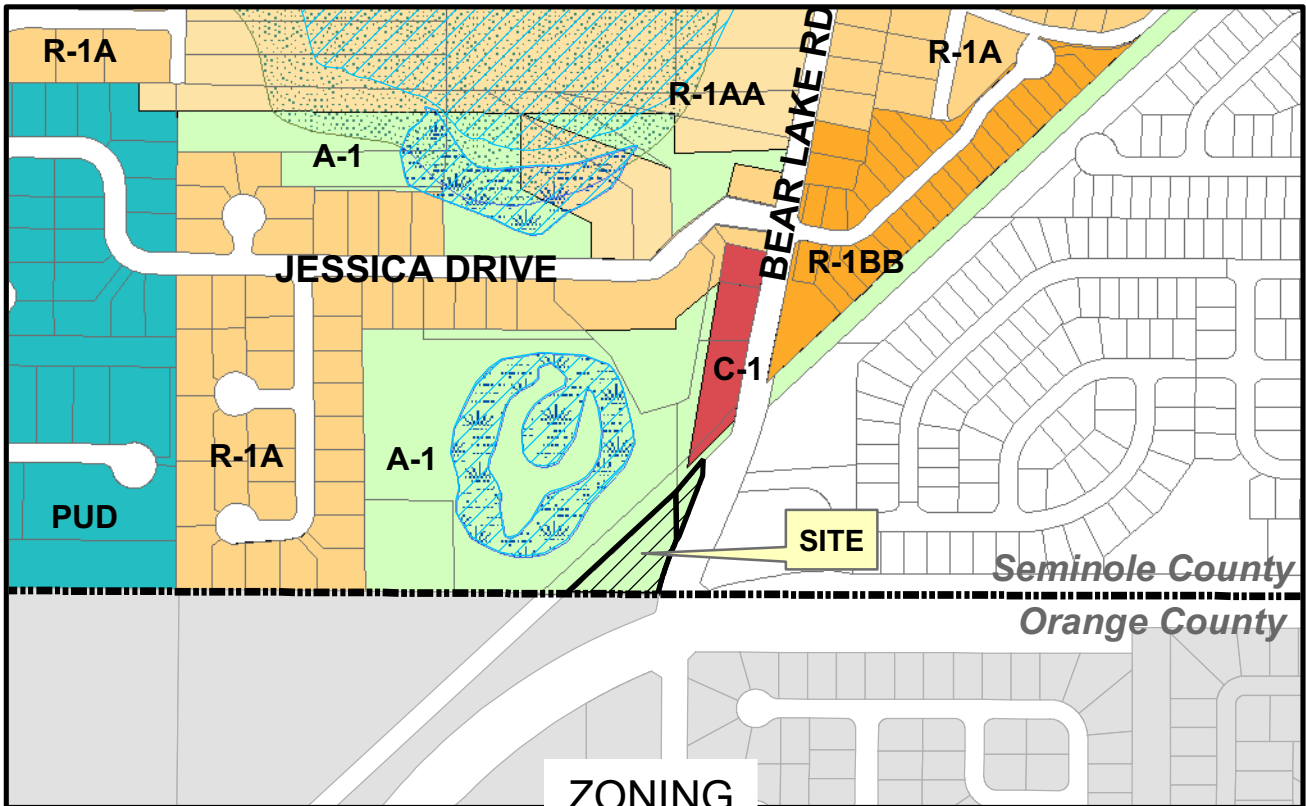 R-1A
R-1A
BEAR LAKE RD
R-1AA
A-1
JESSICA DRIVE
R-1BB
C-1
R-1A
A-1
PUD
SITE
Seminole County
Orange County
ZONING